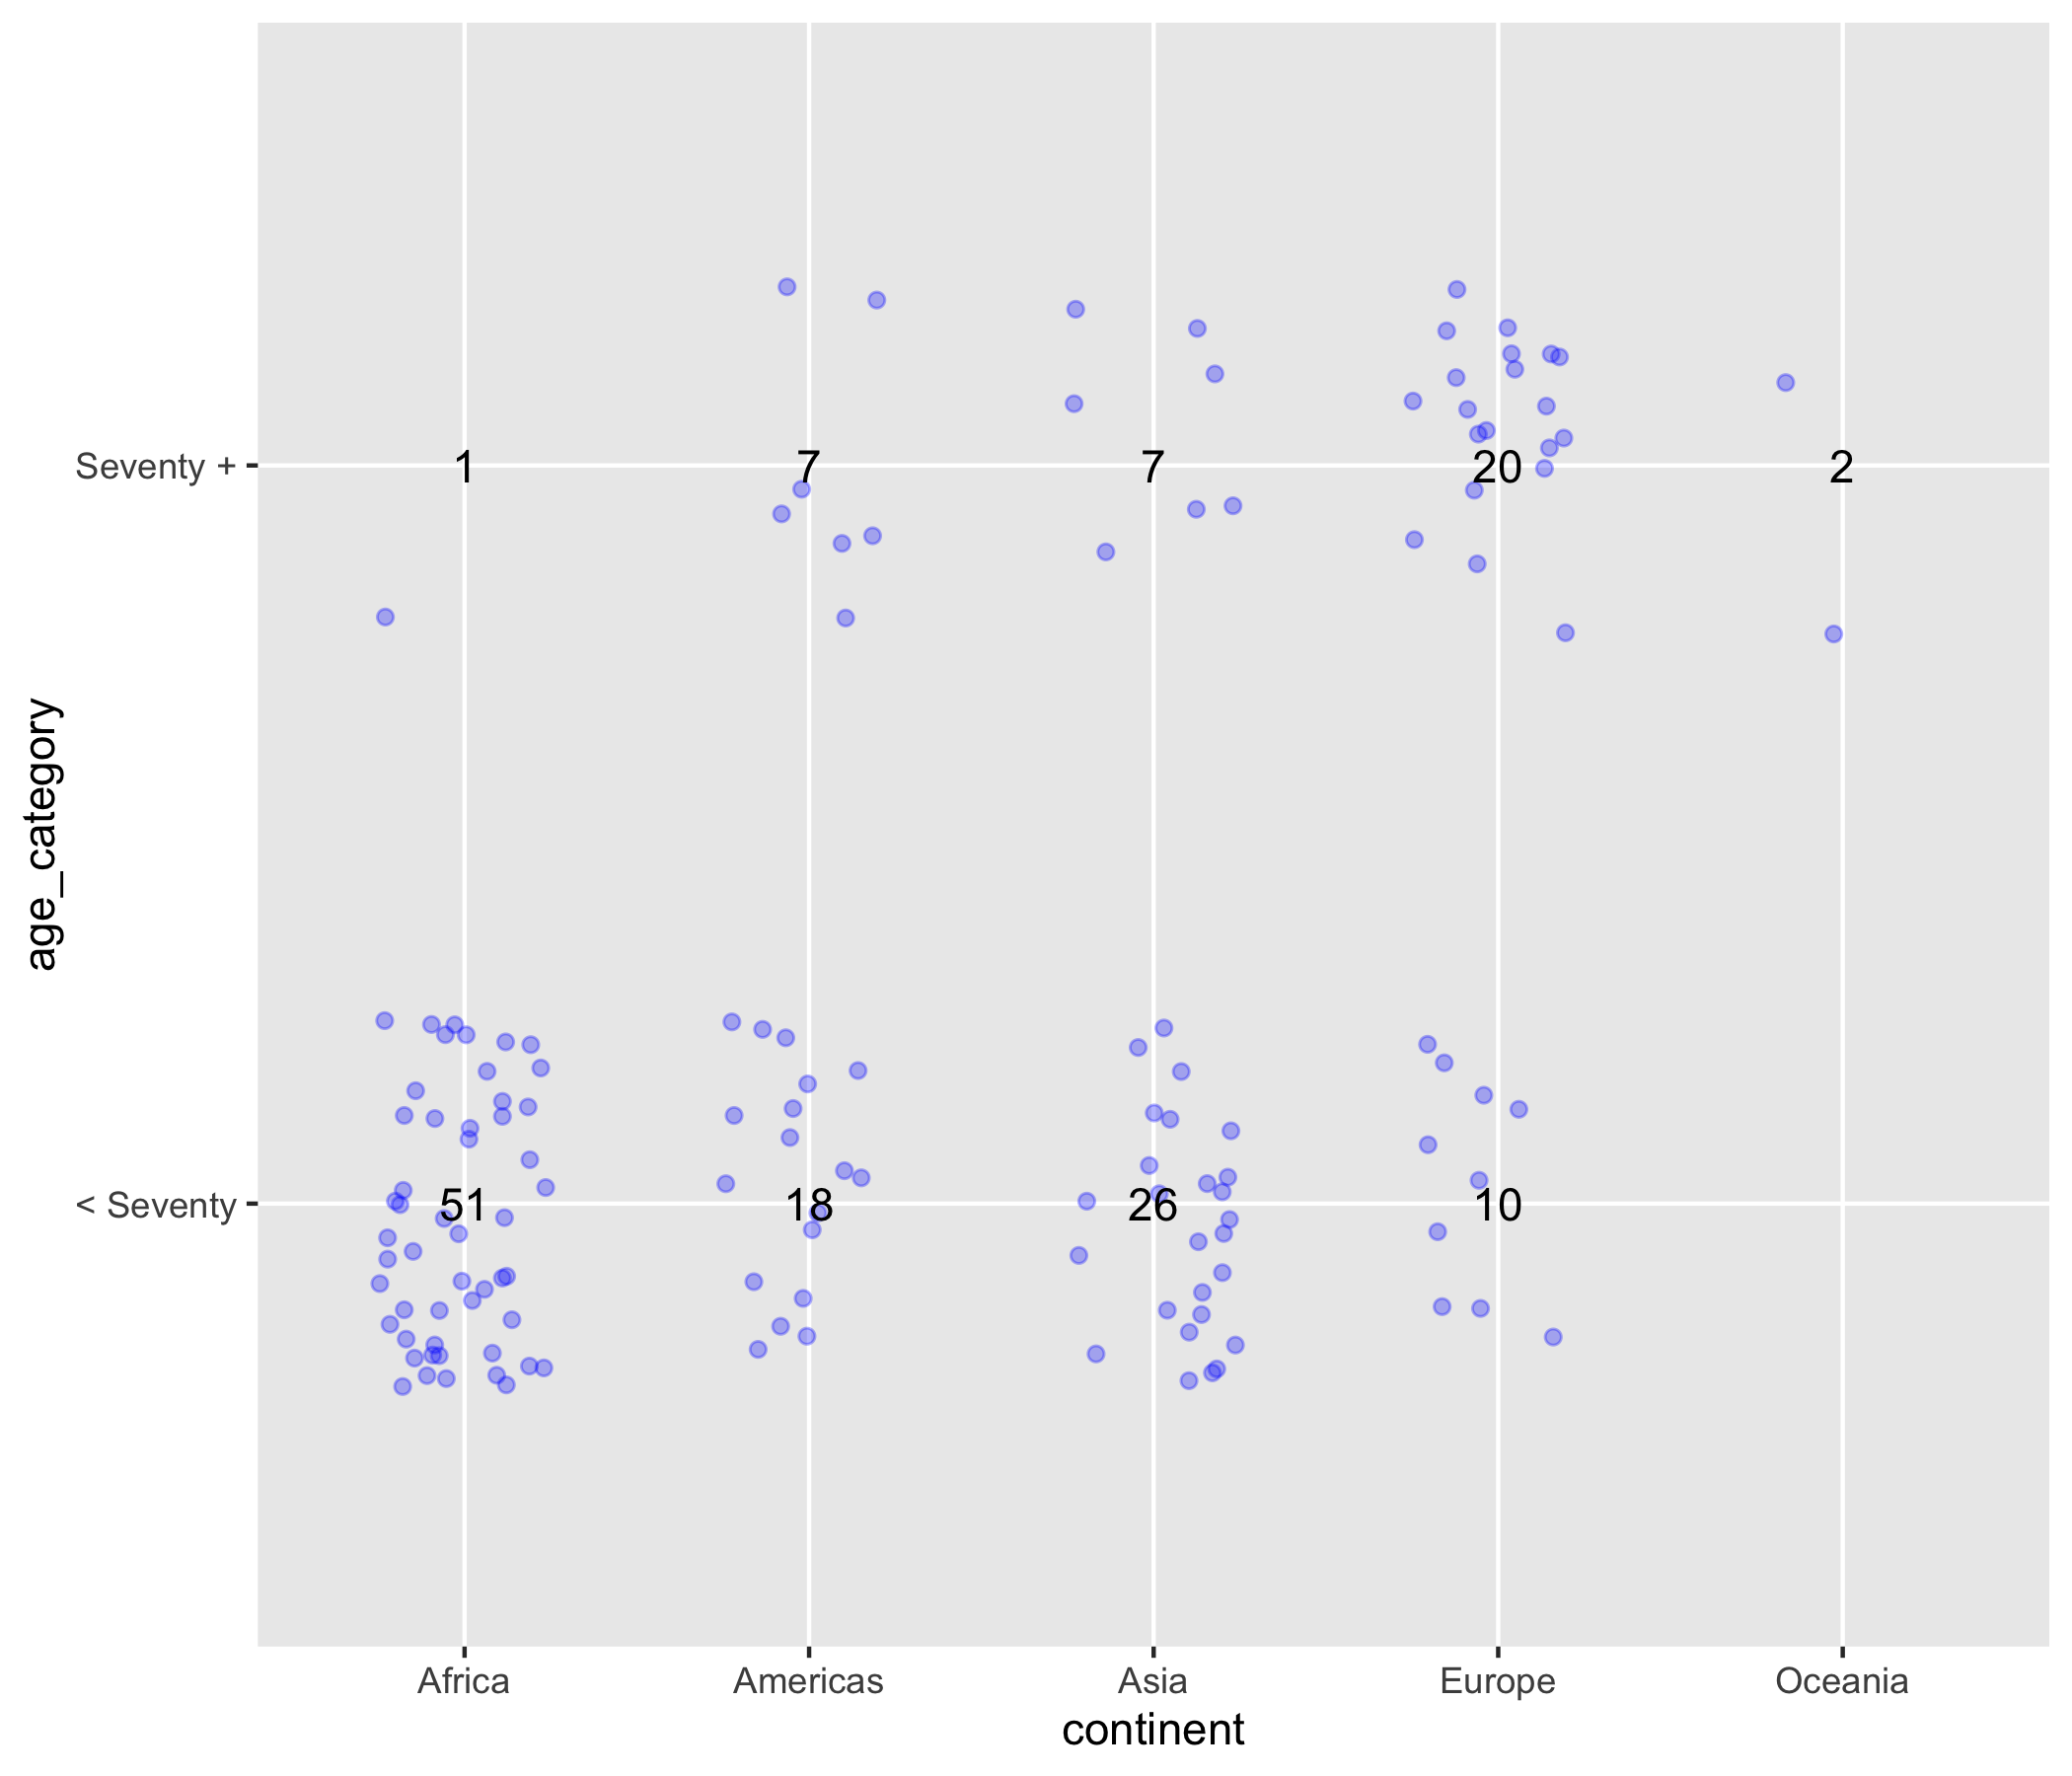 age_category
Seventy +
1 7 7 20 2
< Seventy
51 18 26 10
Africa Americas Asia Europe Oceania
continent